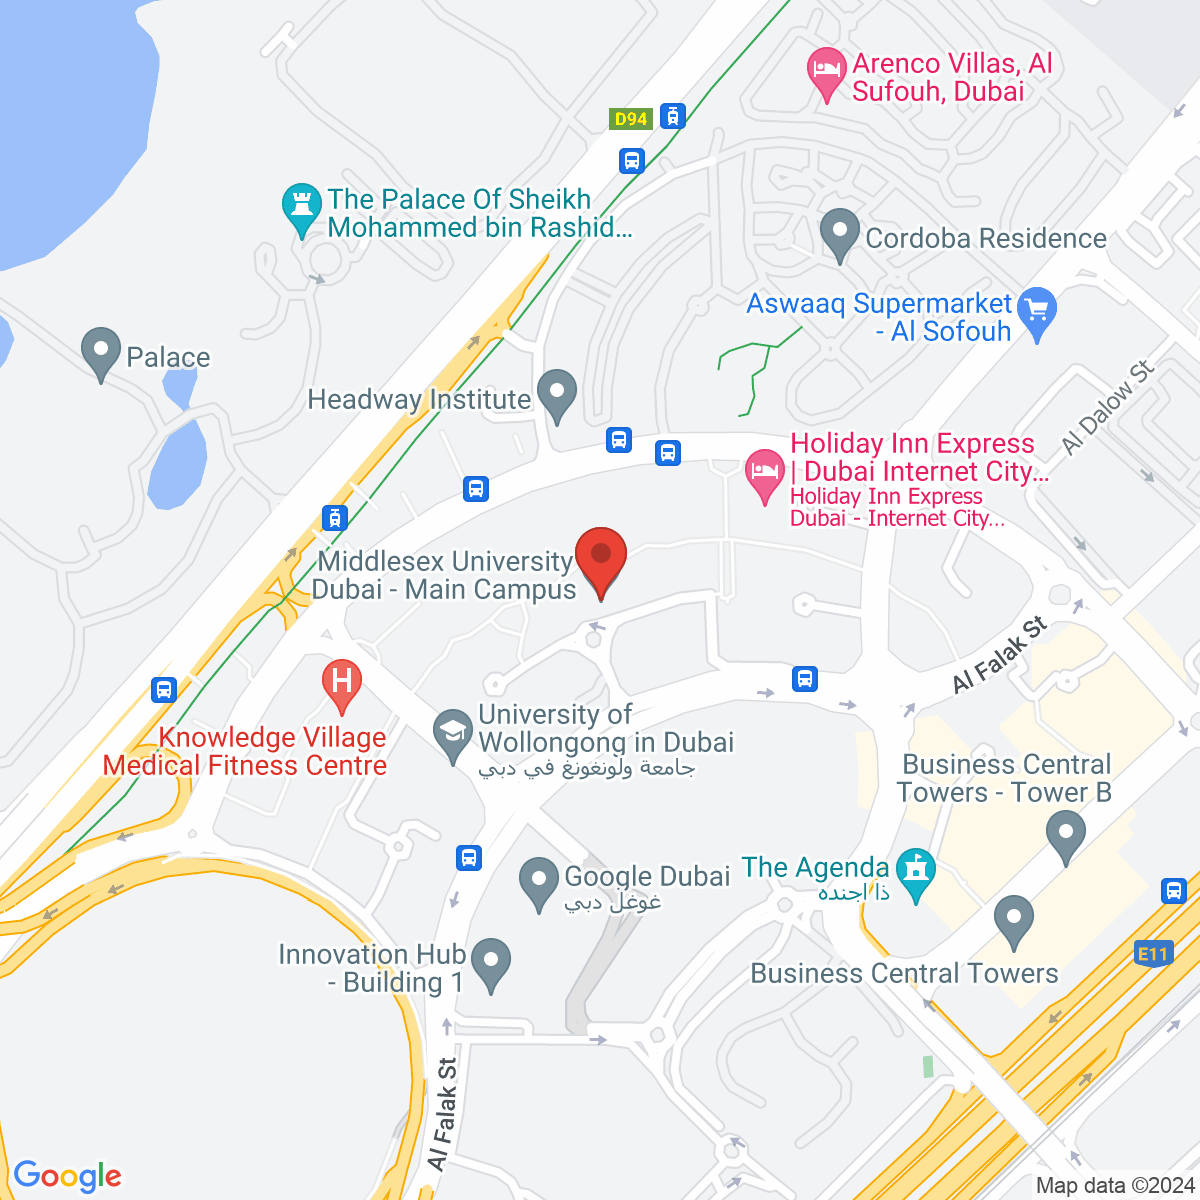 Arenco Villas, Al
Sufouh, Dubai
D94
The Palace Of Sheikh
Mohammed bin Rashid...
Cordoba Residence
Aswaaq Supermarket
- Al Sofouh
Palace
Al Dalow St
Headway Institute
Holiday Inn Express
| Dubai Internet City...
Holiday Inn Express
Dubai - Internet City...
Middlesex University
Dubai - Main Campus
Al Falak St
H
Knowledge Village
Medical Fitness Centre
University of
Wollongong in Dubai
جامعة ولونغونغ في دبي
Business Central
Towers - Tower B
The Agenda
ذا اجنده
Google Dubai
غوغل دبي
Innovation Hub
- Building 1
Business Central Towers
E11
Al Falak St
Google
Map data ©2024